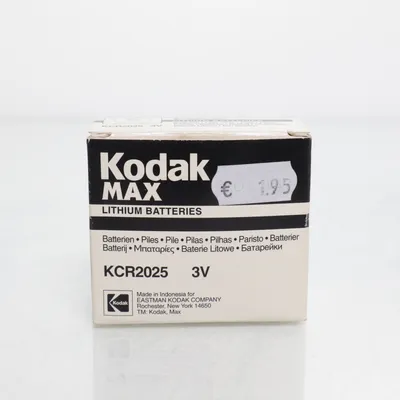 Kodak
MAX
€ 1.95
LITHIUM BATTERIES
Batterien • Piles • Pile • Pilas • Pilhas • Paristo • Batterier
Batterij • Μπαταρίες • Baterie Litowe • Батарейки
KCR2025 3V
Made in Indonesia for
EASTMAN KODAK COMPANY
Rochester, New York 14650
TM: Kodak, Max
Kodak